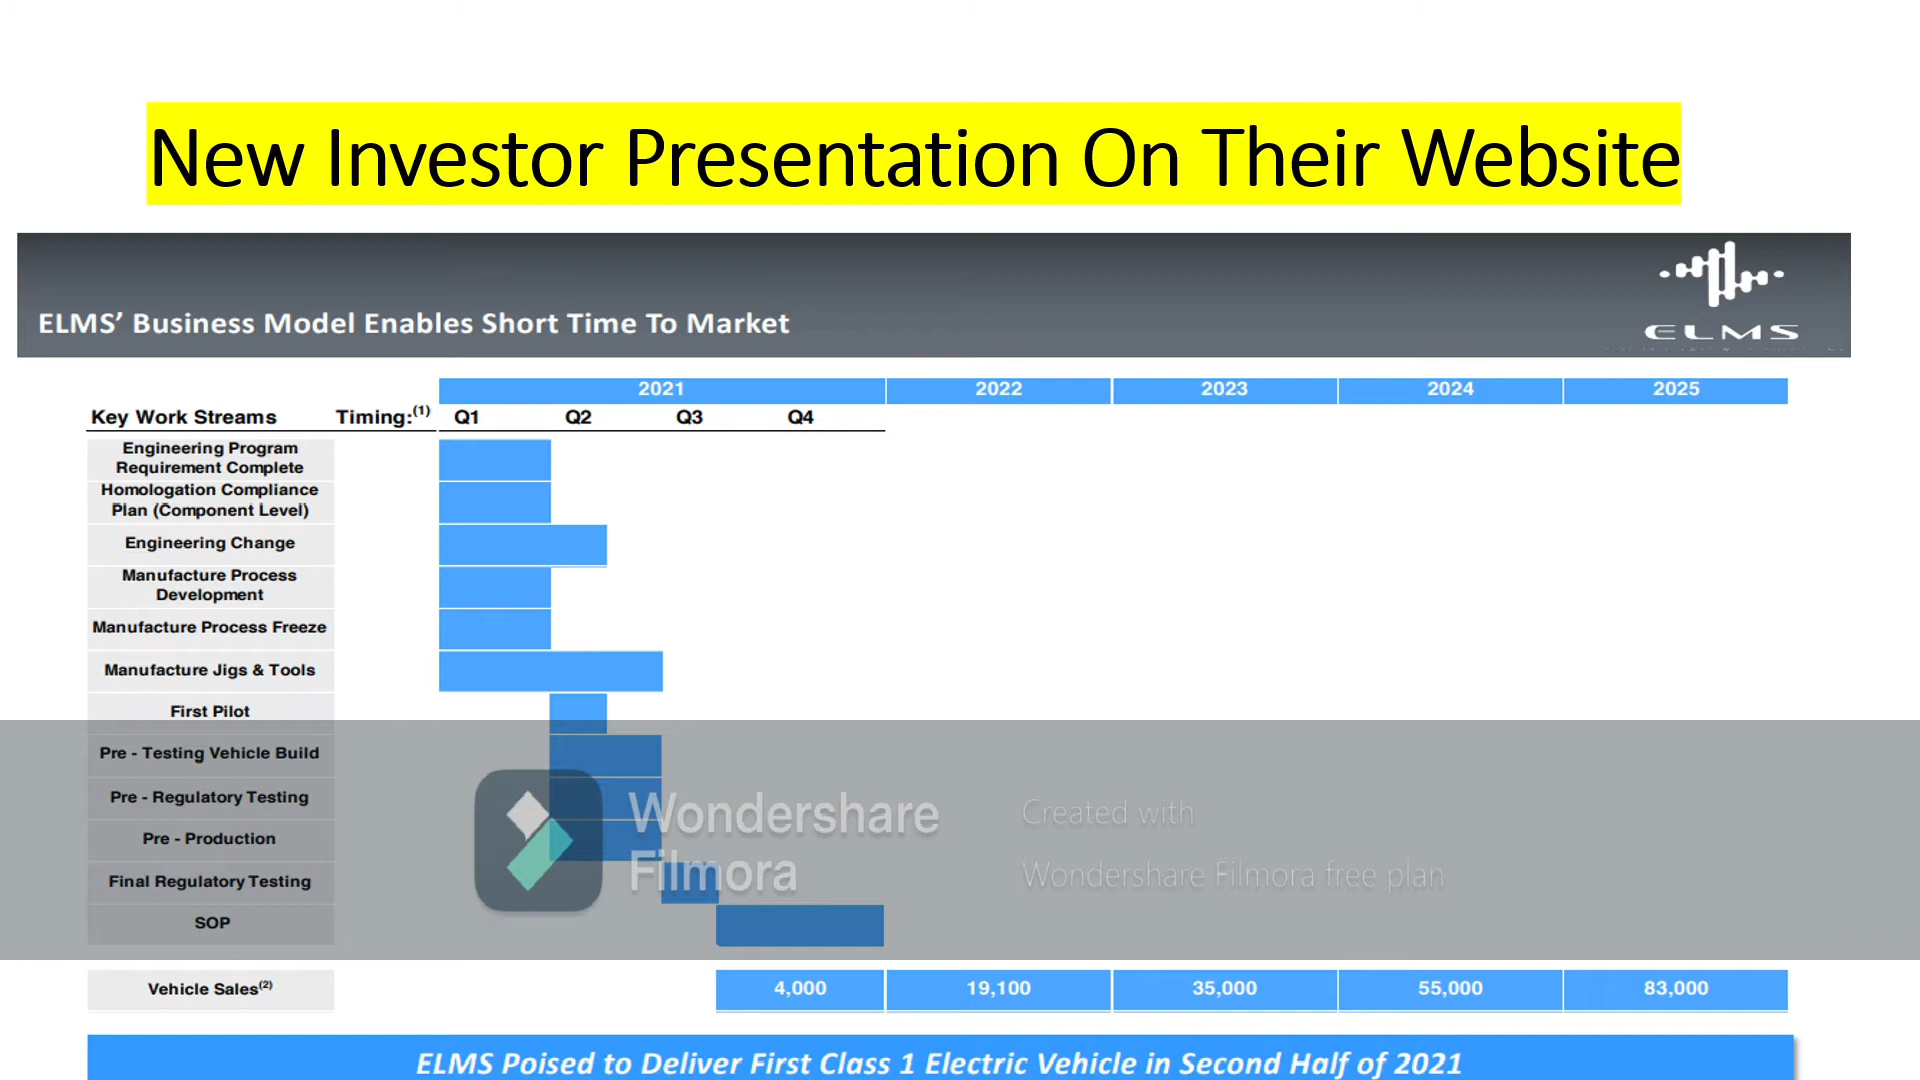 New Investor Presentation On Their Website
ELMS’ Business Model Enables Short Time To Market
ELMS
2021 2022 2023 2024 2025
Key Work Streams Timing:(1) Q1 Q2 Q3 Q4
Engineering Program
Requirement Complete
Homologation Compliance
Plan (Component Level)
Engineering Change
Manufacture Process
Development
Manufacture Process Freeze
Manufacture Jigs & Tools
First Pilot
Pre - Testing Vehicle Build
Pre - Regulatory Testing
Pre - Production
Final Regulatory Testing
SOP
Wondershare
Filmora
Created with
Wondershare Filmora free plan
Vehicle Sales(2) 4,000 19,100 35,000 55,000 83,000
ELMS Poised to Deliver First Class 1 Electric Vehicle in Second Half of 2021